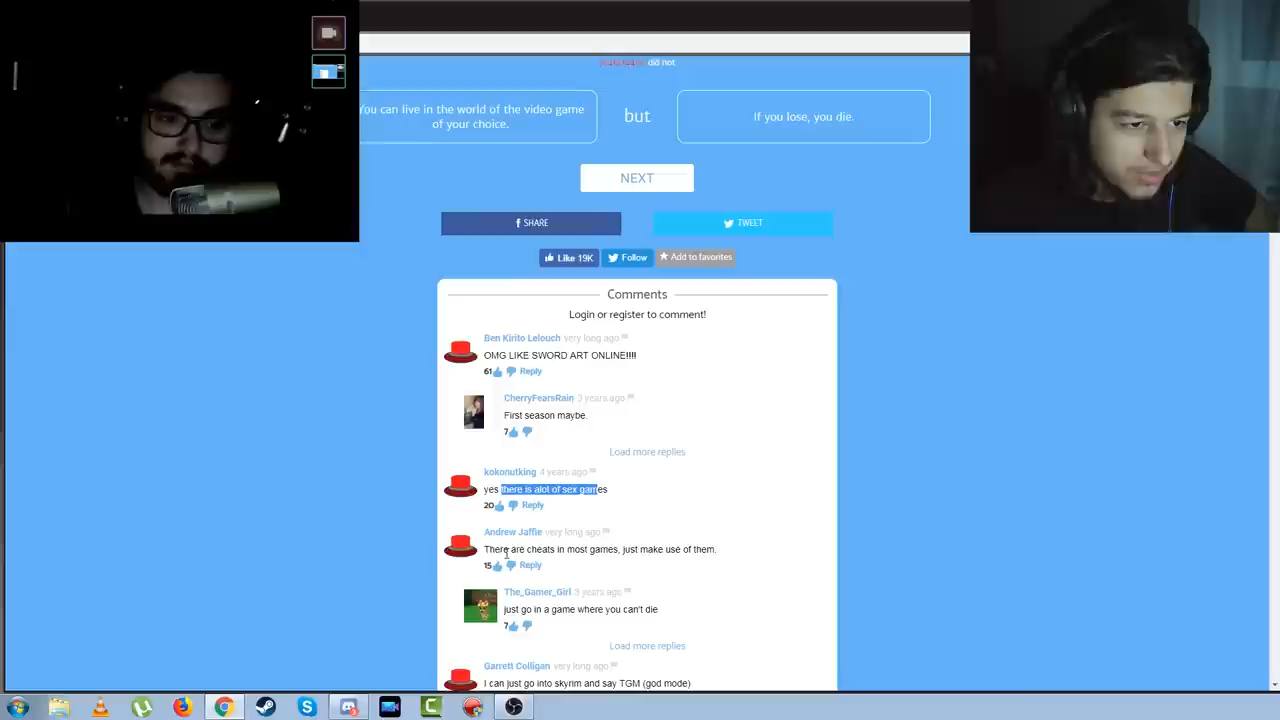 did not
You can live in the world of the video game
of your choice.
but
If you lose, you die.
NEXT
SHARE
TWEET
Like 19K
Follow
Add to favorites
Comments
Login or register to comment!
Ben Kirito Lelouch very long ago
OMG LIKE SWORD ART ONLINE!!!!
61 Reply
CherryFearsRain 3 years ago
First season maybe.
7
Load more replies
kokonutking 4 years ago
yes there is alot of sex games
20 Reply
Andrew Jaffie very long ago
There are cheats in most games, just make use of them.
15 Reply
The_Gamer_Girl 3 years ago
just go in a game where you can't die
7
Load more replies
Garrett Colligan very long ago
I can just go into skyrim and say TGM (god mode)